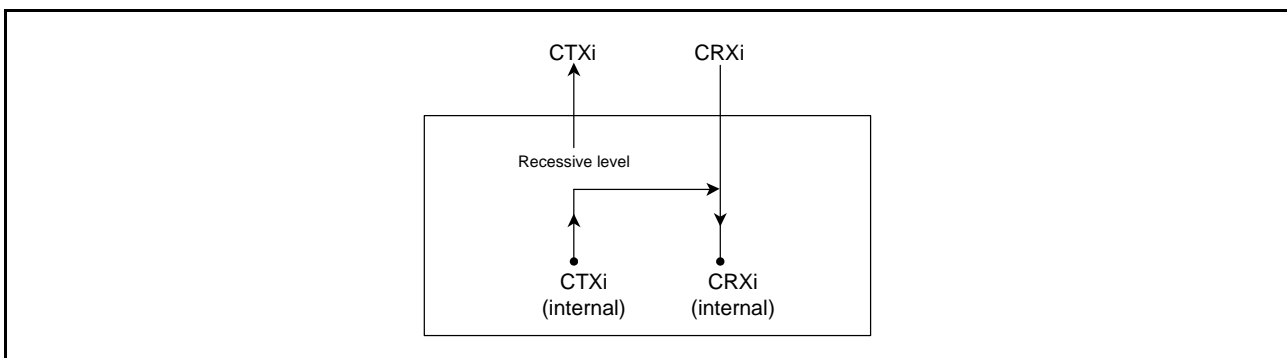 CTXi CRXi
Recessive level
CTXi CRXi
(internal) (internal)